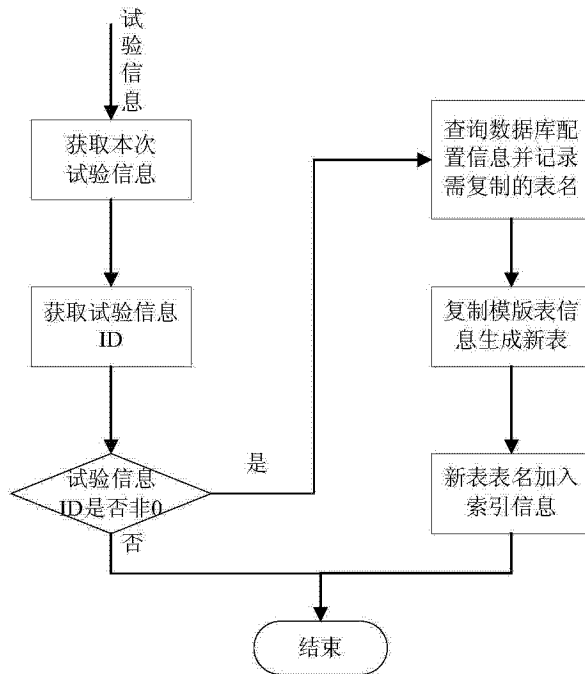 试
验
信
息
获取本次
试验信息
获取试验信息
ID
试验信息
ID是否非0
是
否
查询数据库配
置信息并记录
需复制的表名
复制模版表信
息生成新表
新表表名加入
索引信息
结束